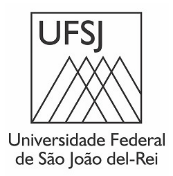 UFSJ
Universidade Federal
de São João del-Rei